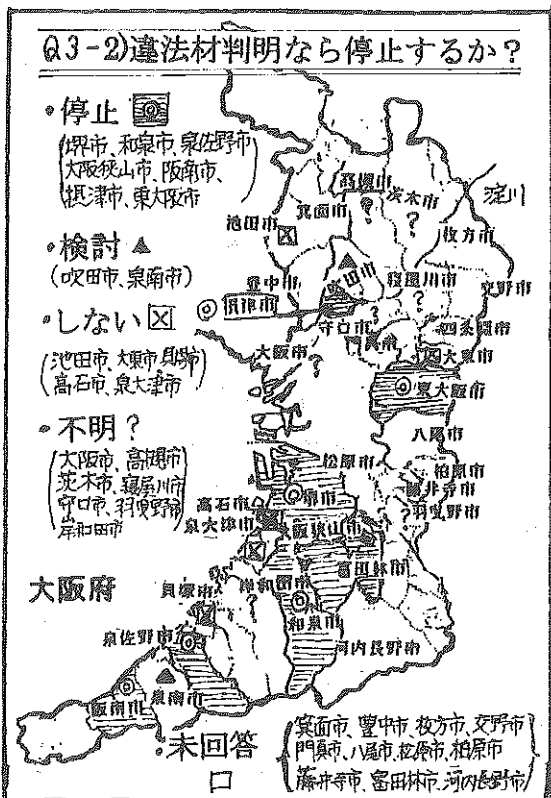 Q3-2)違法材判明なら停止するか?
・停止 ◎
(堺市、和泉市、泉佐野市
大阪狭山市、阪南市、
摂津市、東大阪市)
・検討 ▲
(吹田市、泉南市)
・しない ☒
(池田市、大東市、貝塚市
高石市、泉大津市)
・不明?
(大阪市、高槻市
茨木市、寝屋川市
守口市、羽曳野市
岸和田市)
大阪府
高槻市
?
茨木市
?
淀川
箕面市
池田市
枚方市
吹田市
豊中市
寝屋川市
?
交野市
摂津市
守口市
?
門真市
四条畷市
大東市
大阪市
?
東大阪市
八尾市
松原市
柏原市
藤井寺市
羽曳野市
堺市
高石市
泉大津市
大阪狭山市
富田林市
岸和田市
?
貝塚市
和泉市
河内長野市
泉佐野市
泉南市
阪南市
・未回答
口
(箕面市、豊中市、枚方市、交野市
門真市、八尾市、松原市、柏原市
藤井寺市、富田林市、河内長野市)